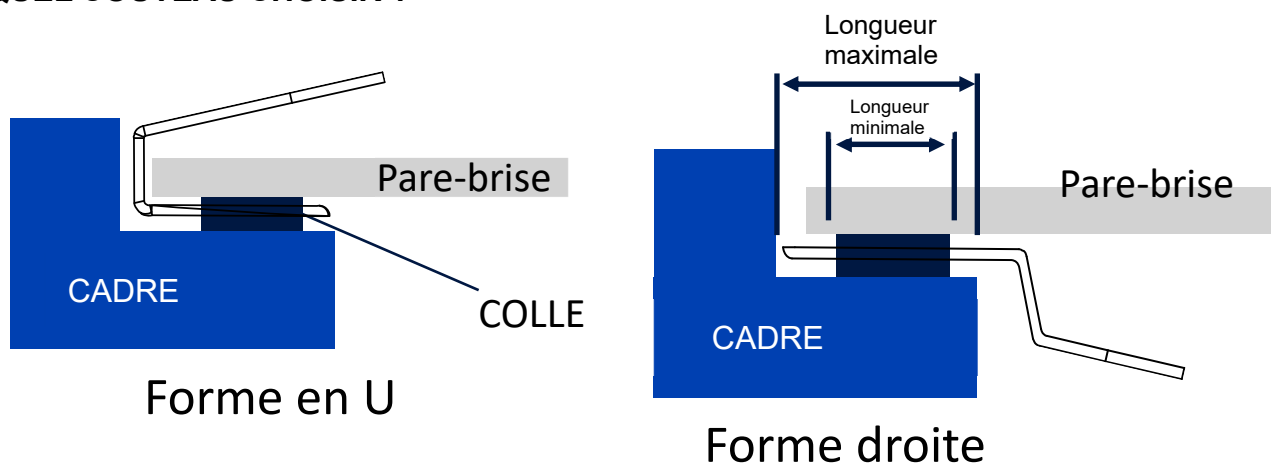 Longueur
maximale
Longueur
minimale
Pare-brise
Pare-brise
CADRE
COLLE
CADRE
Forme en U
Forme droite